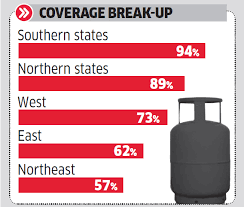 COVERAGE BREAK-UP
Southern states
94%
Northern states
89%
West
73%
East
62%
Northeast
57%